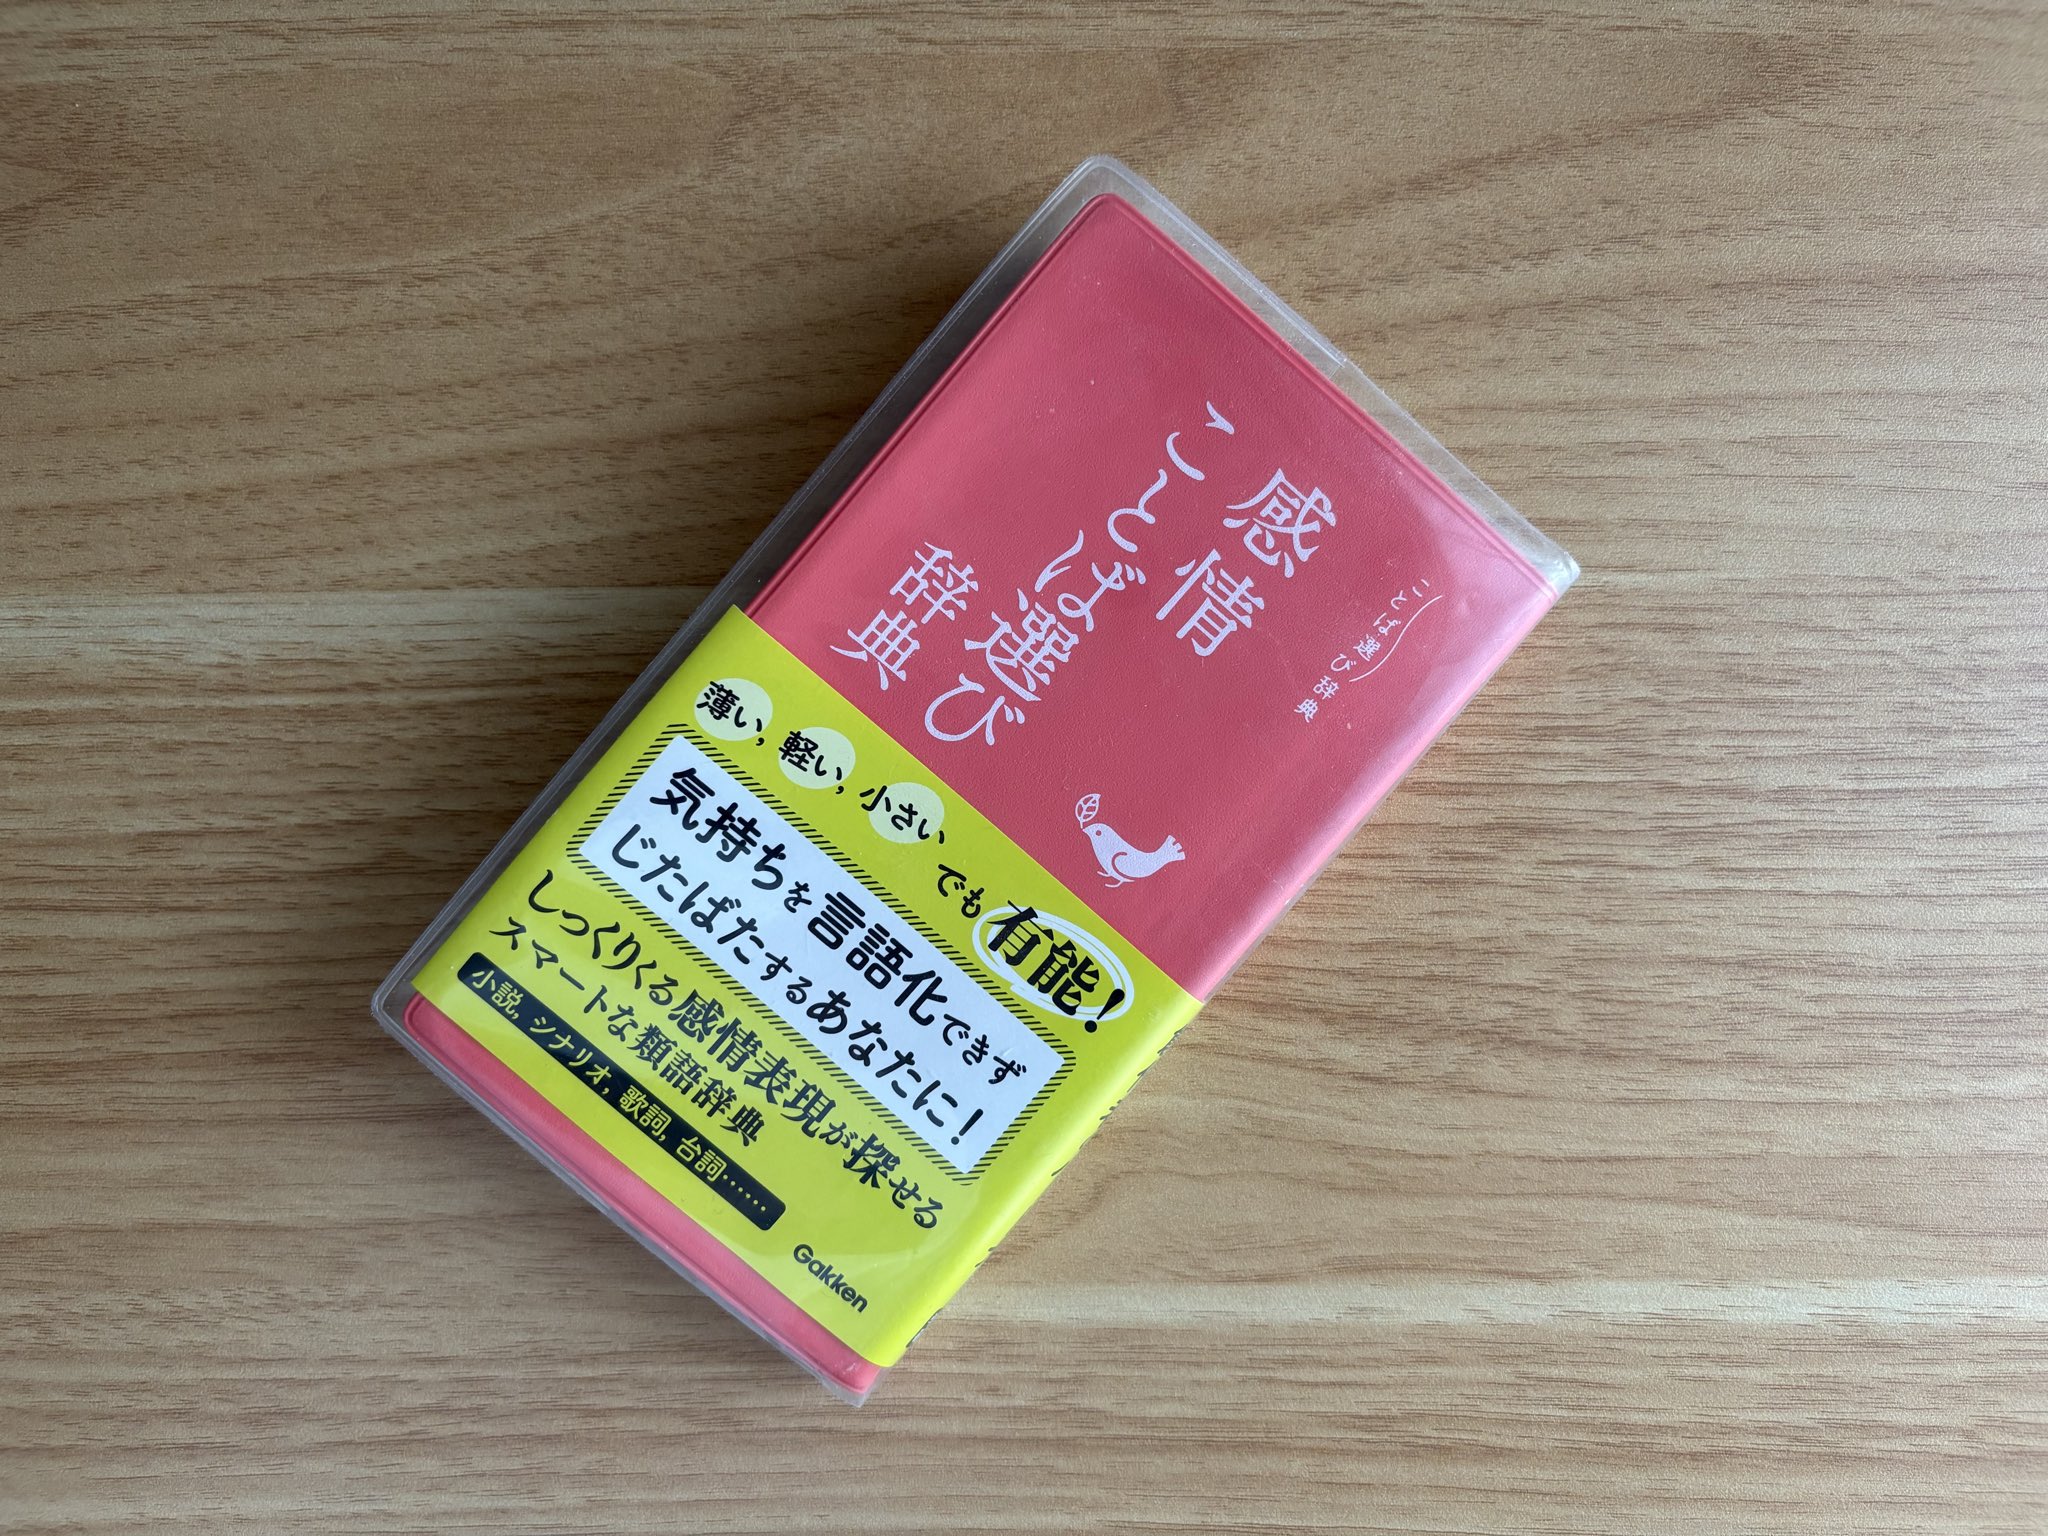 ことば選び辞典
感情
ことば選び
辞典
薄い,軽い,小さい、でも有能!
気持ちを言語化できず
じたばたするあなたに!
しっくりくる感情表現が探せる
スマートな類語辞典
小説,シナリオ,歌詞,台詞……
Gakken